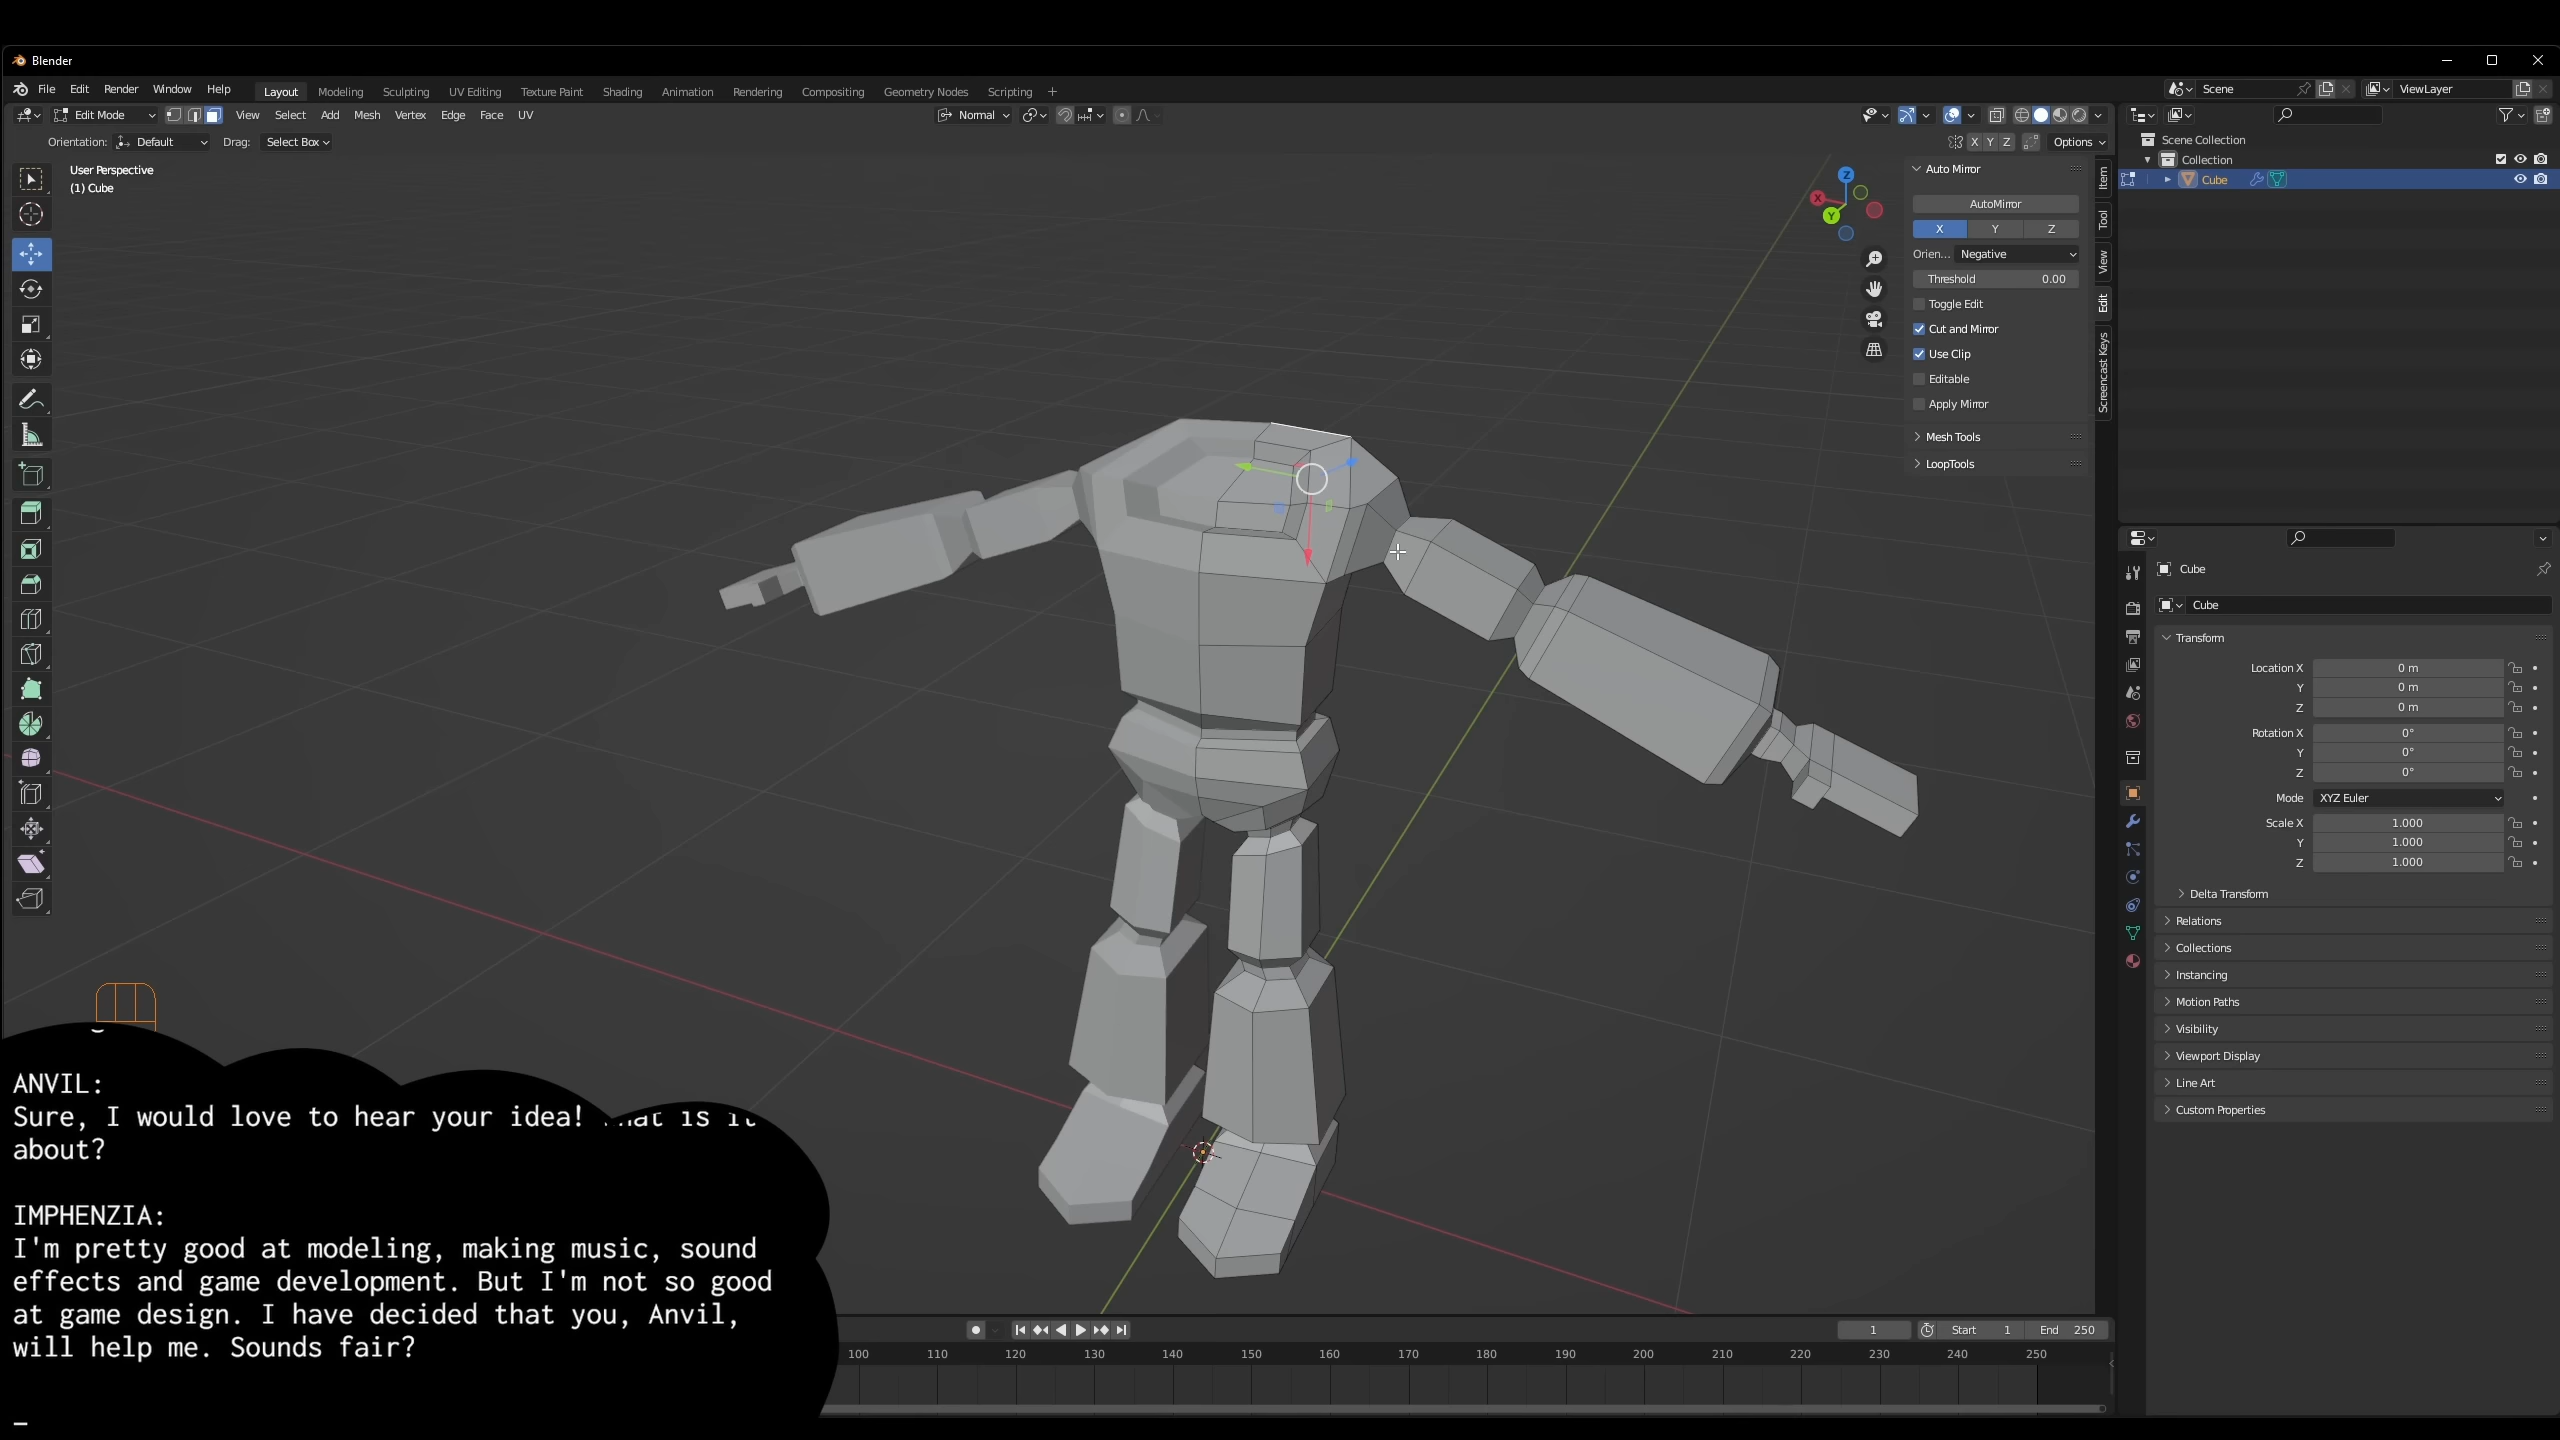 Blender
File Edit Render Window Help Layout Modeling Sculpting UV Editing Texture Paint Shading Animation Rendering Compositing Geometry Nodes Scripting + Scene ViewLayer
Edit Mode View Select Add Mesh Vertex Edge Face UV Normal
Orientation: Default Drag: Select Box X Y Z Options
User Perspective
(1) Cube
Z
X
Y
Auto Mirror
AutoMirror
X Y Z
Orien... Negative
Threshold 0.00
Toggle Edit
Cut and Mirror
Use Clip
Editable
Apply Mirror
Mesh Tools
LoopTools
Item
Tool
View
Edit
Screencast Keys
Scene Collection
Collection
Cube
Cube
Cube
Transform
Location X 0 m
Y 0 m
Z 0 m
Rotation X 0°
Y 0°
Z 0°
Mode XYZ Euler
Scale X 1.000
Y 1.000
Z 1.000
Delta Transform
Relations
Collections
Instancing
Motion Paths
Visibility
Viewport Display
Line Art
Custom Properties
ANVIL:
Sure, I would love to hear your idea! is it
about?
IMPHENZIA:
I'm pretty good at modeling, making music, sound
effects and game development. But I'm not so good
at game design. I have decided that you, Anvil,
will help me. Sounds fair?
_
1 Start 1 End 250
100 110 120 130 140 150 160 170 180 190 200 210 220 230 240 250